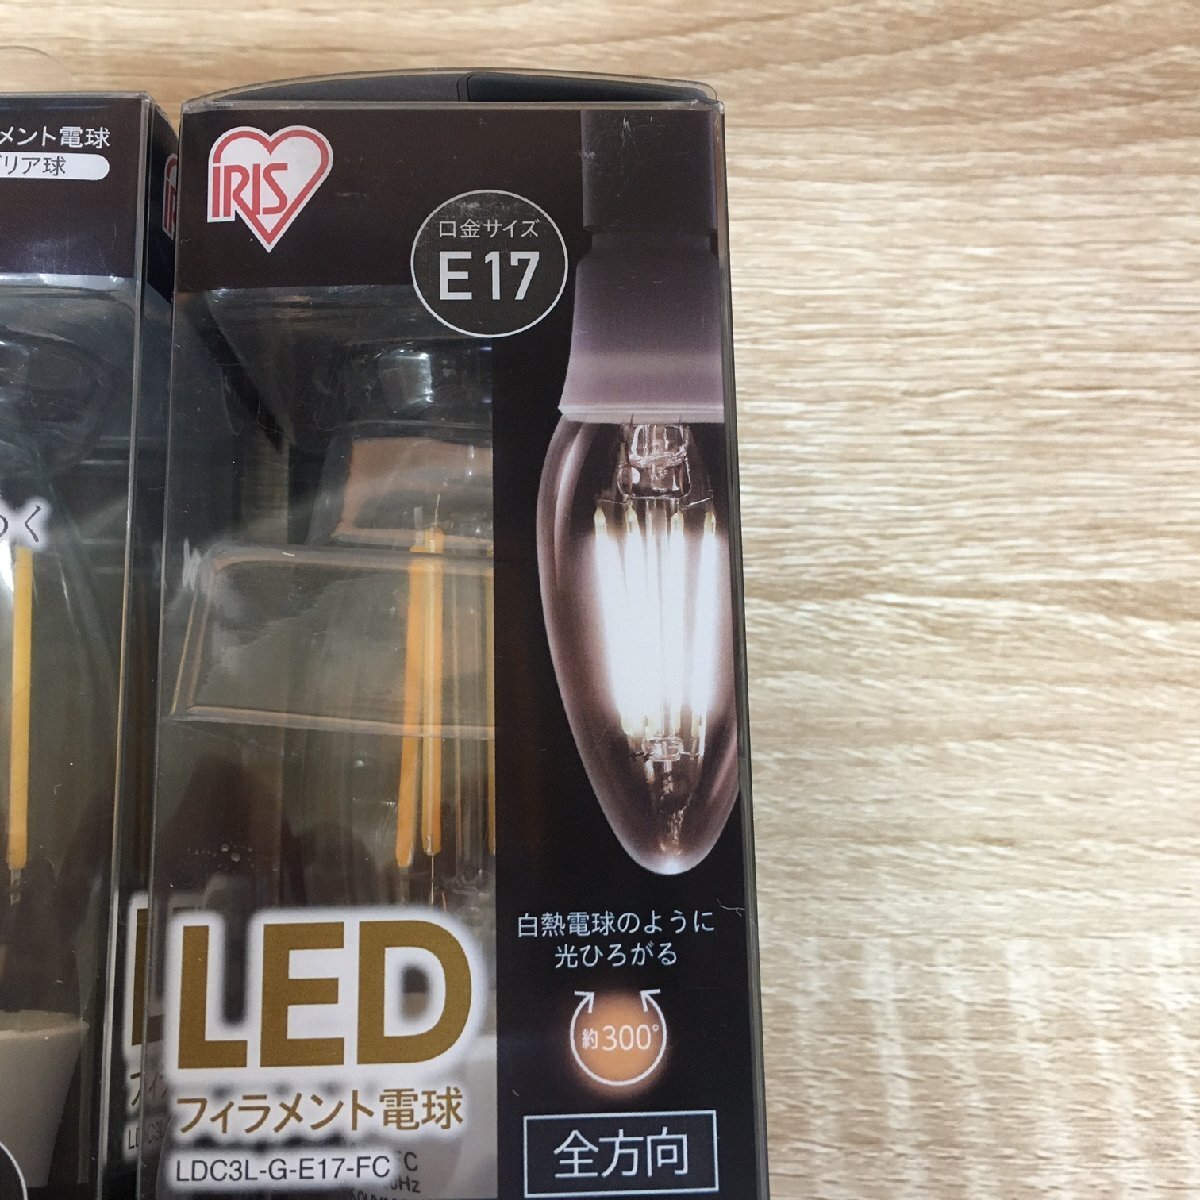 メント電球
リア球
IRIS
口金サイズ
E17
く
白熱電球のように
光ひろがる
約300°
LED
フィラメント電球
LDC3L-G-E17-FC
全方向